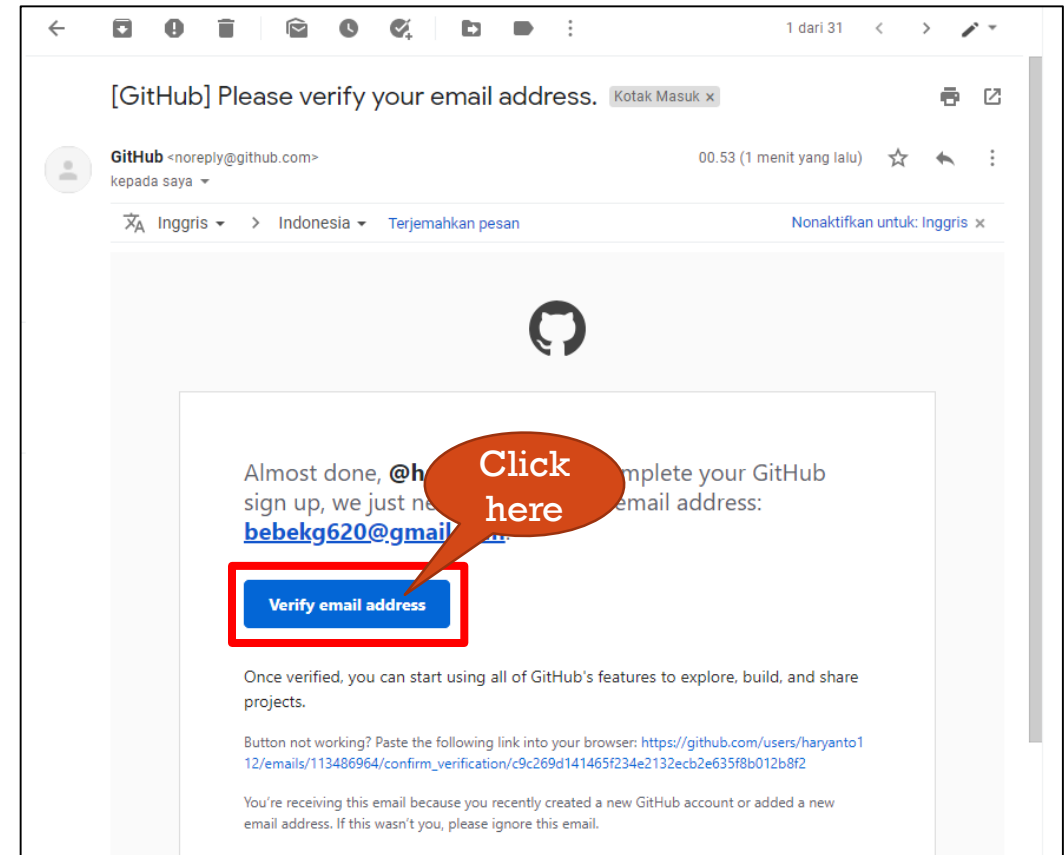 1 dari 31
[GitHub] Please verify your email address. Kotak Masuk ×
GitHub <noreply@github.com> 00.53 (1 menit yang lalu)
kepada saya
Inggris > Indonesia Terjemahkan pesan Nonaktifkan untuk: Inggris ×
Click
here
Almost done, @h mplete your GitHub
sign up, we just ne email address:
bebekg620@gmail
Verify email address
Once verified, you can start using all of GitHub's features to explore, build, and share
projects.
Button not working? Paste the following link into your browser: https://github.com/users/haryanto1
12/emails/113486964/confirm_verification/c9c269d141465f234e2132ecb2e635f8b012b8f2
You're receiving this email because you recently created a new GitHub account or added a new
email address. If this wasn't you, please ignore this email.